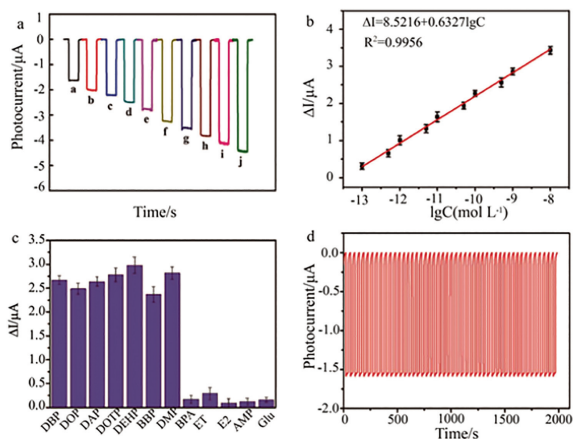 a
0
-1
-2
-3
-4
-5
-6
Photocurrent/μA
a
b
c
d
e
f
g
h
i
j
Time/s
b
ΔI=8.5216+0.6327lgC
R²=0.9956
4
3
2
1
0
ΔI/μA
-13 -12 -11 -10 -9 -8
lgC(mol L⁻¹)
c
3.5
3.0
2.5
2.0
1.5
1.0
0.5
0.0
ΔI/μA
DBP DOP DAP DOTP DEHP BBP DMP BPA ET E2 AMP Glu
d
0.0
-0.5
-1.0
-1.5
-2.0
Photocurrent/μA
0 500 1000 1500 2000
Time/s